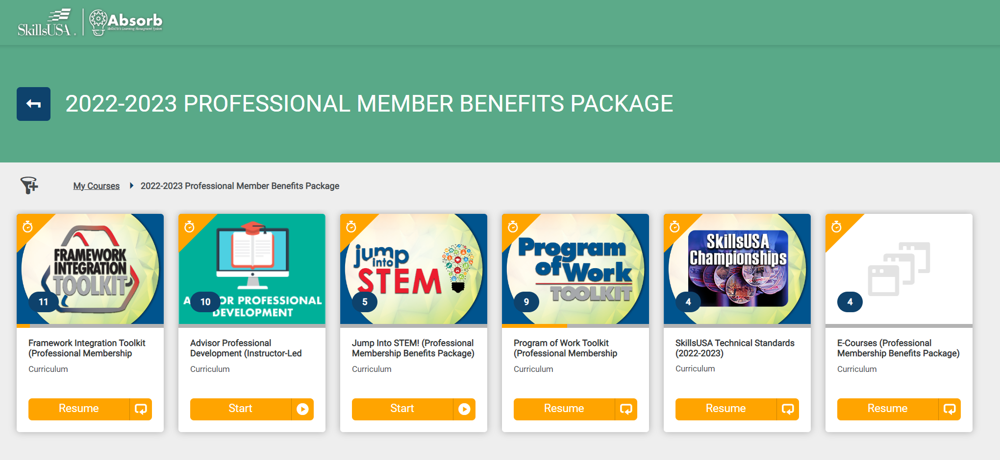 SkillsUSA
Absorb
SkillsUSA's Learning Managment System
2022-2023 PROFESSIONAL MEMBER BENEFITS PACKAGE
My Courses
2022-2023 Professional Member Benefits Package
FRAMEWORK
INTEGRATION
TOOLKIT
11
Framework Integration Toolkit
(Professional Membership
Curriculum
Resume
OR PROFESSIONAL
DEVELOPMENT
10
Advisor Professional
Development (Instructor-Led
Curriculum
Start
jump
into
STEM
5
Jump Into STEM! (Professional
Membership Benefits Package)
Curriculum
Start
Program
of Work
TOOLKIT
9
Program of Work Toolkit
(Professional Membership
Curriculum
Resume
SkillsUSA
Championships
4
SkillsUSA Technical Standards
(2022-2023)
Curriculum
Resume
4
E-Courses (Professional
Membership Benefits Package)
Curriculum
Resume